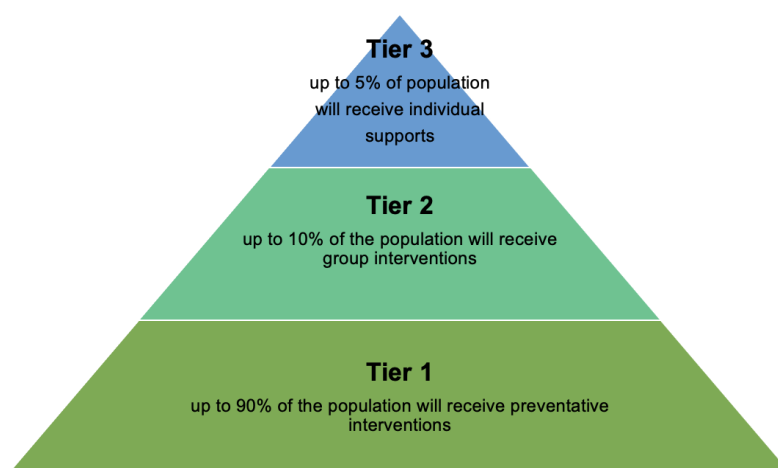 Tier 3
up to 5% of population
will receive individual
supports
Tier 2
up to 10% of the population will receive
group interventions
Tier 1
up to 90% of the population will receive preventative
interventions